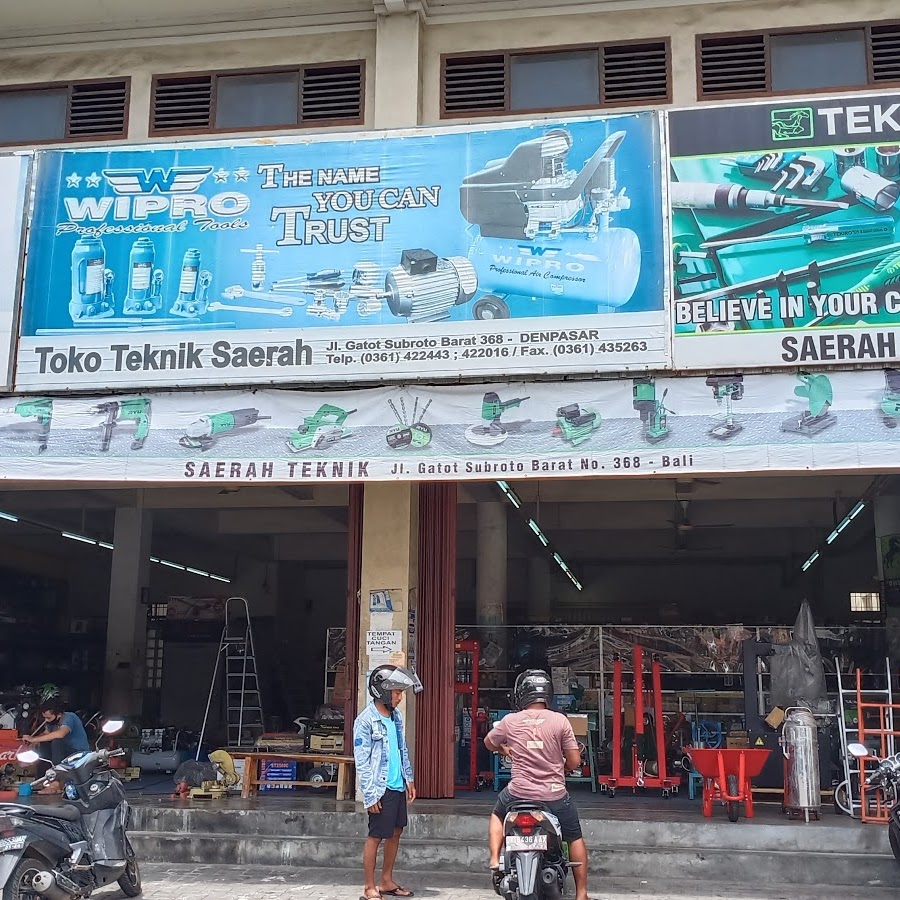 WIPRO
Professional Tools
THE NAME
YOU CAN
TRUST
WIPRO
Professional Air Compressor
Toko Teknik Saerah
Jl. Gatot Subroto Barat 368 - DENPASAR
Telp. (0361) 422443 ; 422016 / Fax. (0361) 435263
TEK
BELIEVE IN YOUR C
SAERAH
SAERAH TEKNIK Jl. Gatot Subroto Barat No. 368 - Bali
TEMPAT
CUCI
TANGAN